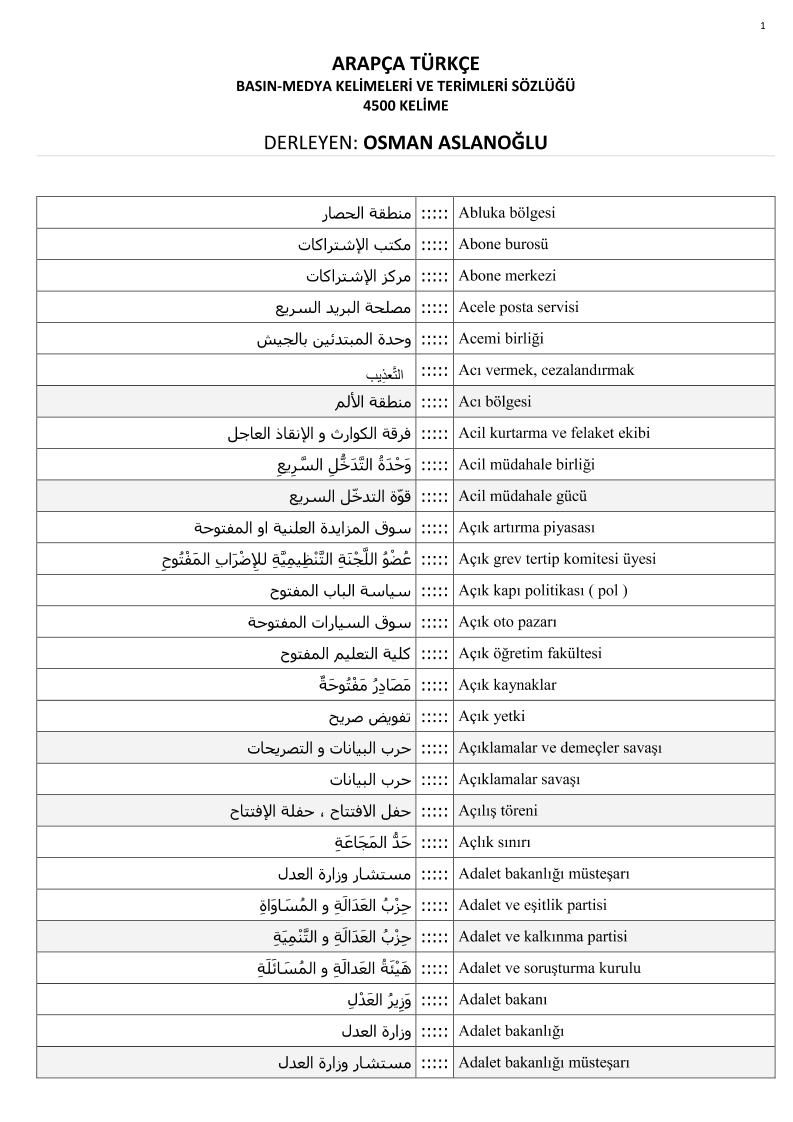 1
ARAPÇA TÜRKÇE
BASIN-MEDYA KELİMELERİ VE TERİMLERİ SÖZLÜĞÜ
4500 KELİME
DERLEYEN: OSMAN ASLANOĞLU
منطقة الحصار ::::: Abluka bölgesi
مكتب الإشتراكات ::::: Abone burosü
مركز الإشتراكات ::::: Abone merkezi
مصلحة البريد السريع ::::: Acele posta servisi
وحدة المبتدئين بالجيش ::::: Acemi birliği
التَّعذِيب ::::: Acı vermek, cezalandırmak
منطقة الألم ::::: Acı bölgesi
فرقة الكوارث و الإنقاذ العاجل ::::: Acil kurtarma ve felaket ekibi
وَحْدَةُ التَّدَخُّلِ السَّرِيعِ ::::: Acil müdahale birliği
قوّة التدخّل السريع ::::: Acil müdahale gücü
سوق المزايدة العلنية او المفتوحة ::::: Açık artırma piyasası
عُضْوُ اللَّجْنَةِ التَّنْظِيمِيَّةِ للإِضْرَابِ المَفْتُوحِ ::::: Açık grev tertip komitesi üyesi
سياسة الباب المفتوح ::::: Açık kapı politikası ( pol )
سوق السيارات المفتوحة ::::: Açık oto pazarı
كلية التعليم المفتوح ::::: Açık öğretim fakültesi
مَصَادِرُ مَفْتُوحَةٌ ::::: Açık kaynaklar
تفويض صريح ::::: Açık yetki
حرب البيانات و التصريحات ::::: Açıklamalar ve demeçler savaşı
حرب البيانات ::::: Açıklamalar savaşı
حفل الافتتاح ، حفلة الإفتتاح ::::: Açılış töreni
حَدُّ المَجَاعَةِ ::::: Açlık sınırı
مستشار وزارة العدل ::::: Adalet bakanlığı müsteşarı
حِزْبُ العَدَالَةِ و المُسَاوَاةِ ::::: Adalet ve eşitlik partisi
حِزْبُ العَدَالَةِ و التَّنْمِيَةِ ::::: Adalet ve kalkınma partisi
هَيْئَةُ العَدالَةِ و المُسَائَلَةِ ::::: Adalet ve soruşturma kurulu
وَزِيرُ العَدْلِ ::::: Adalet bakanı
وزارة العدل ::::: Adalet bakanlığı
مستشار وزارة العدل ::::: Adalet bakanlığı müsteşarı